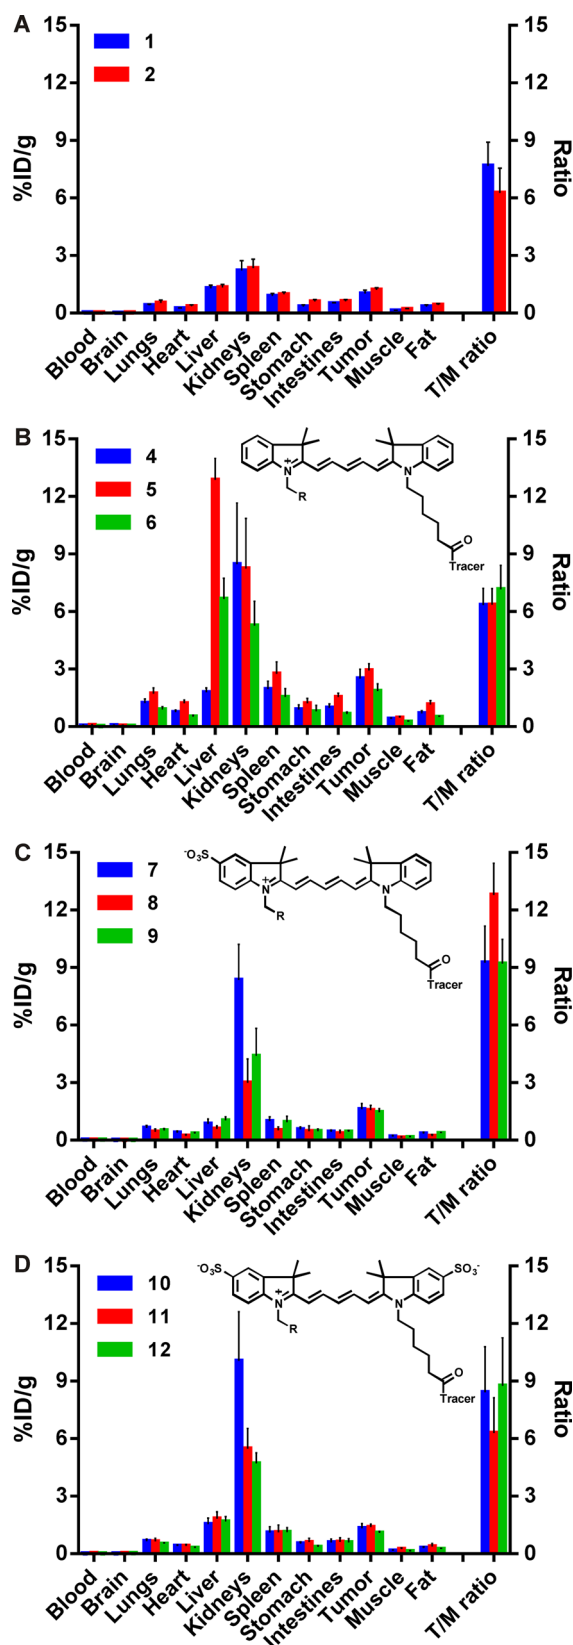 A
1
2
15
12
9
6
3
0
%ID/g
15
12
9
6
3
0
Ratio
Blood
Brain
Lungs
Heart
Liver
Kidneys
Spleen
Stomach
Intestines
Tumor
Muscle
Fat
T/M ratio
B
4
5
6
15
12
9
6
3
0
%ID/g
N+
R
N
O
Tracer
15
12
9
6
3
0
Ratio
Blood
Brain
Lungs
Heart
Liver
Kidneys
Spleen
Stomach
Intestines
Tumor
Muscle
Fat
T/M ratio
C
7
8
9
15
12
9
6
3
0
%ID/g
-O3S
N+
R
N
O
Tracer
15
12
9
6
3
0
Ratio
Blood
Brain
Lungs
Heart
Liver
Kidneys
Spleen
Stomach
Intestines
Tumor
Muscle
Fat
T/M ratio
D
10
11
12
15
12
9
6
3
0
%ID/g
-O3S
SO3-
N+
R
N
O
Tracer
15
12
9
6
3
0
Ratio
Blood
Brain
Lungs
Heart
Liver
Kidneys
Spleen
Stomach
Intestines
Tumor
Muscle
Fat
T/M ratio